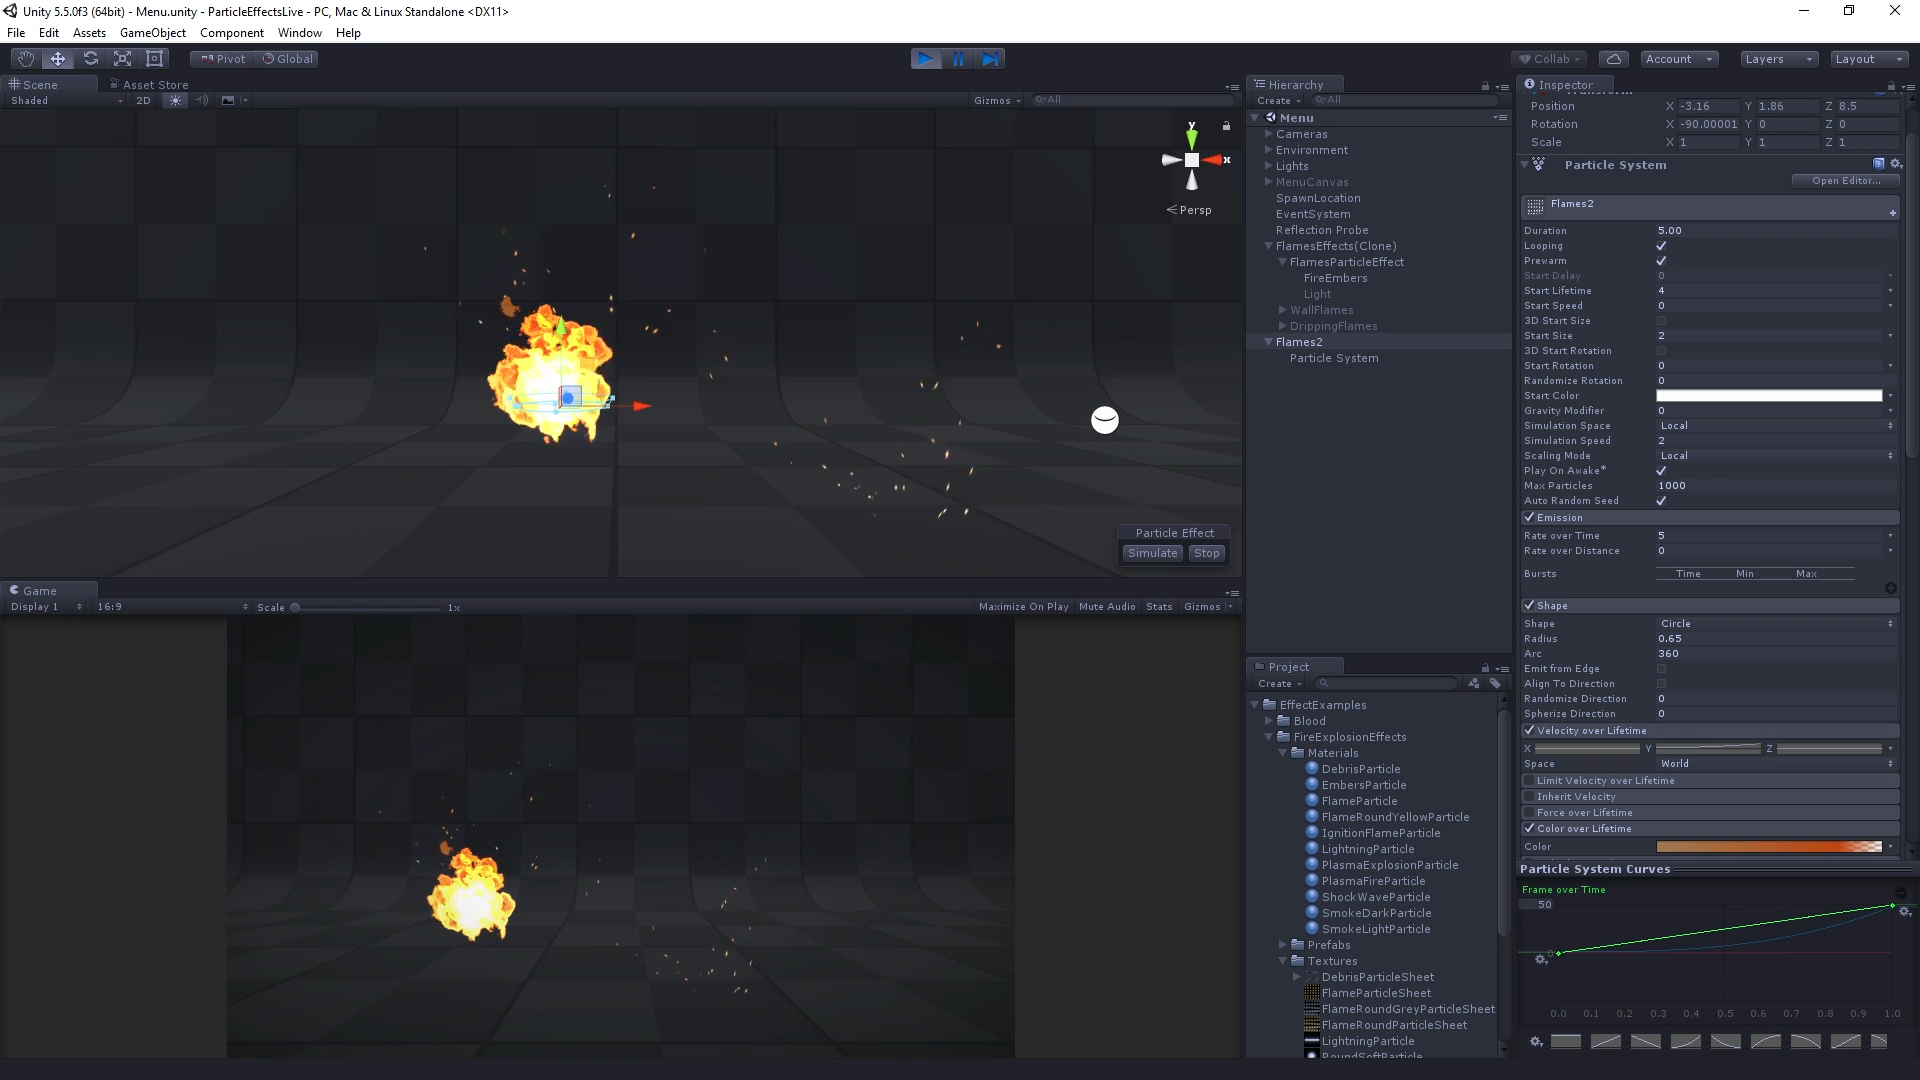 Unity 5.5.0f3 (64bit) - Menu.unity - ParticleEffectsLive - PC, Mac & Linux Standalone <DX11>
File Edit Assets GameObject Component Window Help
Pivot Global
Collab Account Layers Layout
Scene Asset Store
Shaded 2D Gizmos All
y
x
Persp
Particle Effect
Simulate Stop
Game
Display 1 16:9 Scale 1x Maximize On Play Mute Audio Stats Gizmos
Hierarchy
Create All
Menu
Cameras
Environment
Lights
MenuCanvas
SpawnLocation
EventSystem
Reflection Probe
FlamesEffects(Clone)
FlamesParticleEffect
FireEmbers
Light
WallFlames
DrippingFlames
Flames2
Particle System
Project
Create
EffectExamples
Blood
FireExplosionEffects
Materials
DebrisParticle
EmbersParticle
FlameParticle
FlameRoundYellowParticle
IgnitionFlameParticle
LightningParticle
PlasmaExplosionParticle
PlasmaFireParticle
ShockWaveParticle
SmokeDarkParticle
SmokeLightParticle
Prefabs
Textures
DebrisParticleSheet
FlameParticleSheet
FlameRoundGreyParticleSheet
FlameRoundParticleSheet
LightningParticle
RoundSoftParticle
Inspector
Transform
Position X -3.16 Y 1.86 Z 8.5
Rotation X -90.00001 Y 0 Z 0
Scale X 1 Y 1 Z 1
Particle System
Open Editor...
Flames2
Duration 5.00
Looping
Prewarm
Start Delay 0
Start Lifetime 4
Start Speed 0
3D Start Size
Start Size 2
3D Start Rotation
Start Rotation 0
Randomize Rotation 0
Start Color
Gravity Modifier 0
Simulation Space Local
Simulation Speed 2
Scaling Mode Local
Play On Awake*
Max Particles 1000
Auto Random Seed
Emission
Rate over Time 5
Rate over Distance 0
Bursts Time Min Max
Shape
Shape Circle
Radius 0.65
Arc 360
Emit from Edge
Align To Direction
Randomize Direction 0
Spherize Direction 0
Velocity over Lifetime
X Y Z
Space World
Limit Velocity over Lifetime
Inherit Velocity
Force over Lifetime
Color over Lifetime
Color
Particle System Curves
Frame over Time
50
0
0.0 0.1 0.2 0.3 0.4 0.5 0.6 0.7 0.8 0.9 1.0